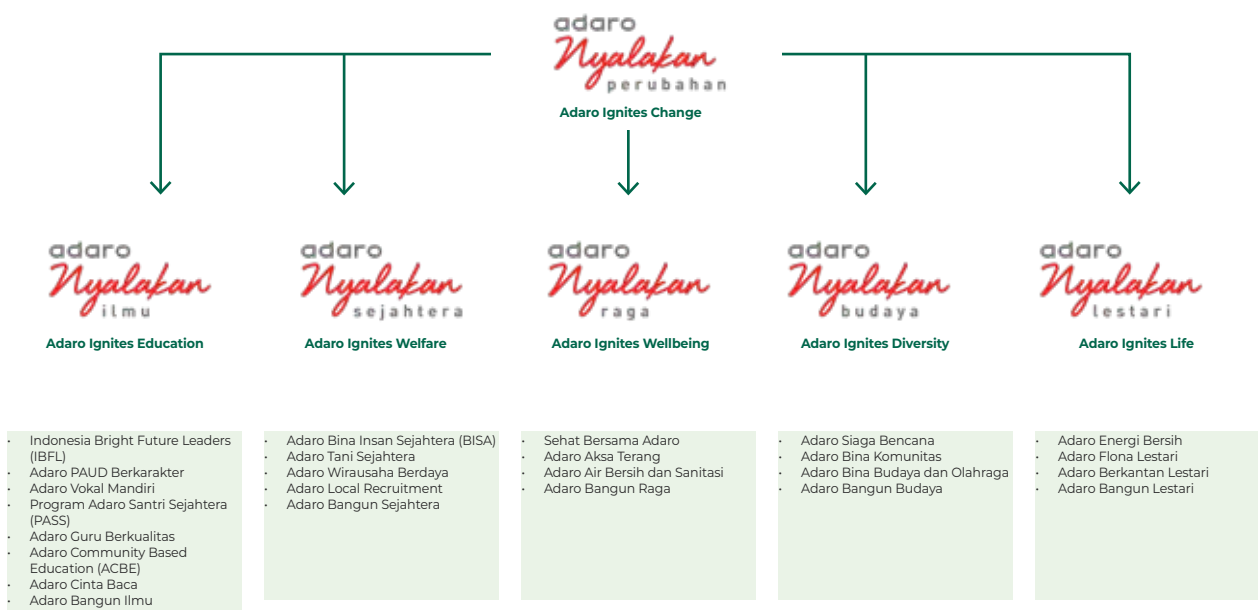 adaro
Nyalakan
perubahan
Adaro Ignites Change
adaro
Nyalakan
ilmu
Adaro Ignites Education
adaro
Nyalakan
sejahtera
Adaro Ignites Welfare
adaro
Nyalakan
raga
Adaro Ignites Wellbeing
adaro
Nyalakan
budaya
Adaro Ignites Diversity
adaro
Nyalakan
lestari
Adaro Ignites Life
• Indonesia Bright Future Leaders
(IBFL)
• Adaro PAUD Berkarakter
• Adaro Vokal Mandiri
• Program Adaro Santri Sejahtera
(PASS)
• Adaro Guru Berkualitas
• Adaro Community Based
Education (ACBE)
• Adaro Cinta Baca
• Adaro Bangun Ilmu
• Adaro Bina Insan Sejahtera (BISA)
• Adaro Tani Sejahtera
• Adaro Wirausaha Berdaya
• Adaro Local Recruitment
• Adaro Bangun Sejahtera
• Sehat Bersama Adaro
• Adaro Aksa Terang
• Adaro Air Bersih dan Sanitasi
• Adaro Bangun Raga
• Adaro Siaga Bencana
• Adaro Bina Komunitas
• Adaro Bina Budaya dan Olahraga
• Adaro Bangun Budaya
• Adaro Energi Bersih
• Adaro Flona Lestari
• Adaro Berkantan Lestari
• Adaro Bangun Lestari